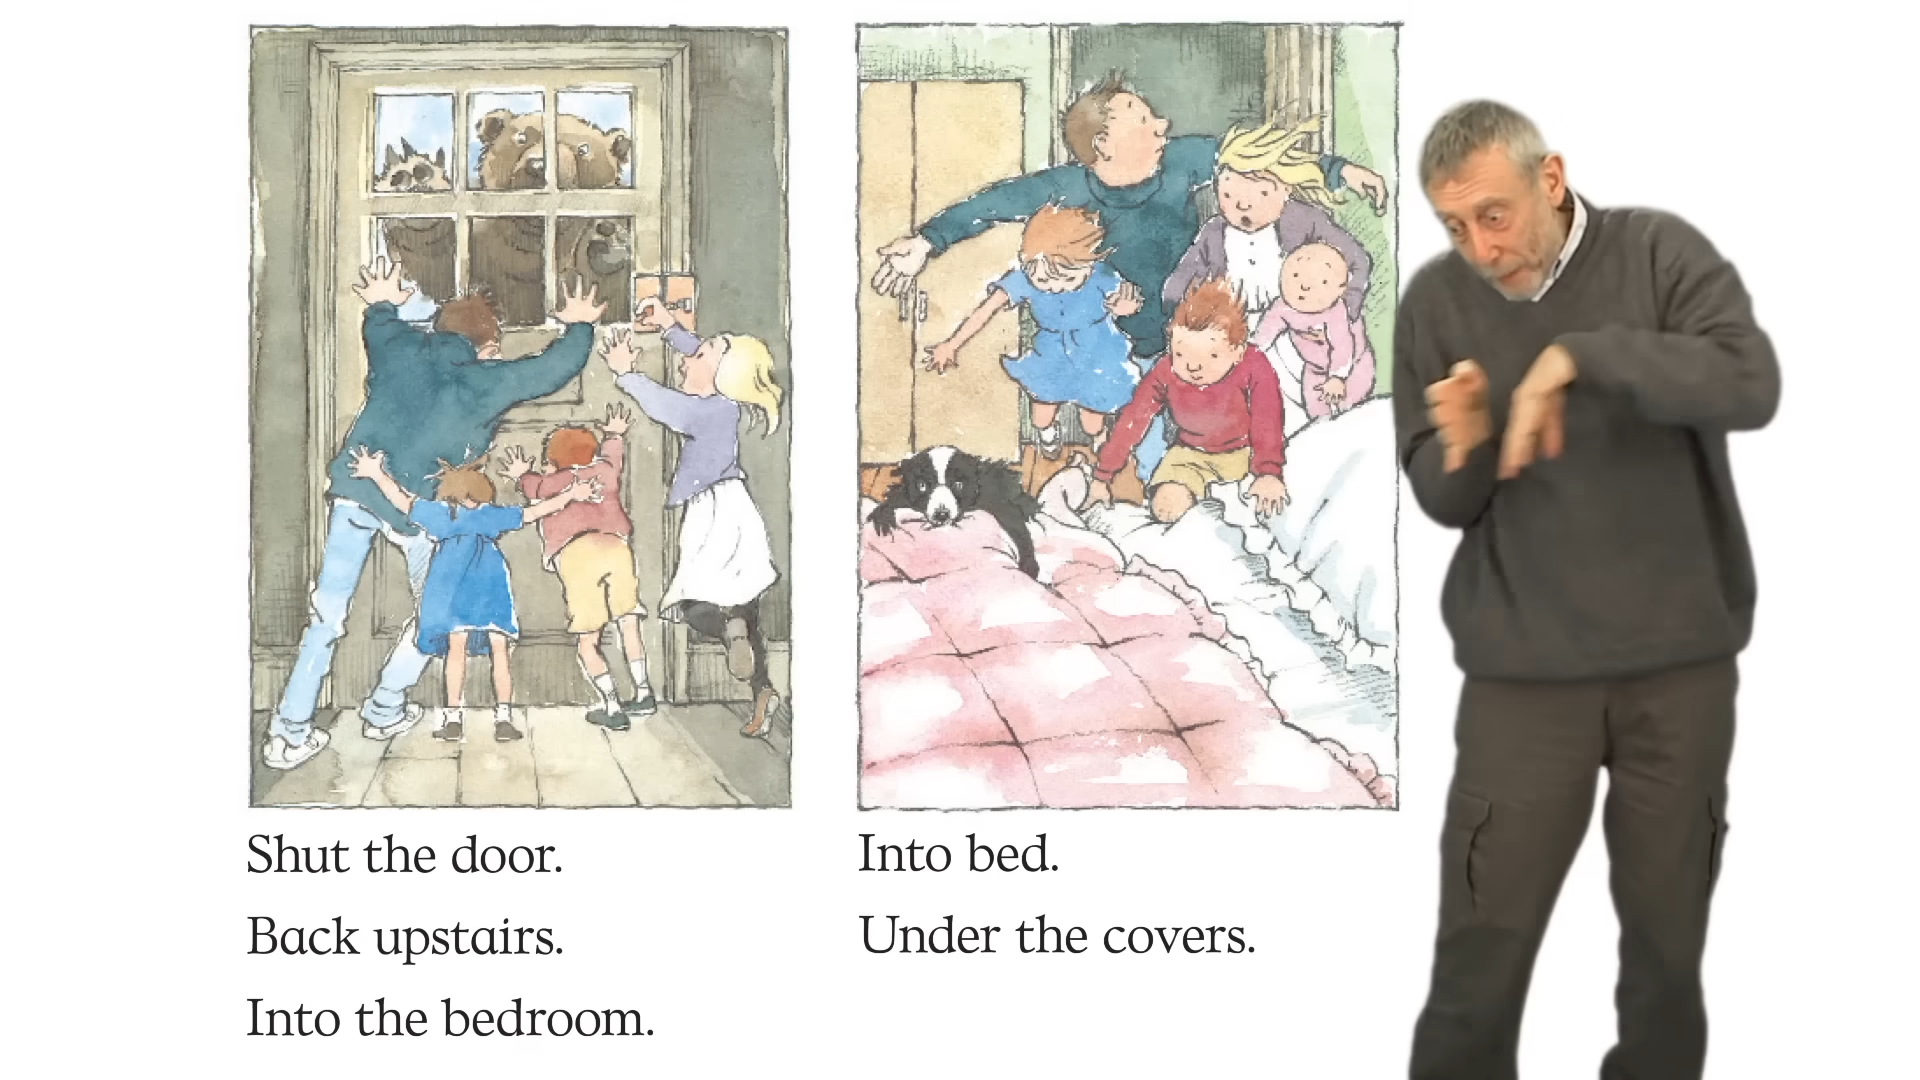 Shut the door.
Back upstairs.
Into the bedroom.
Into bed.
Under the covers.